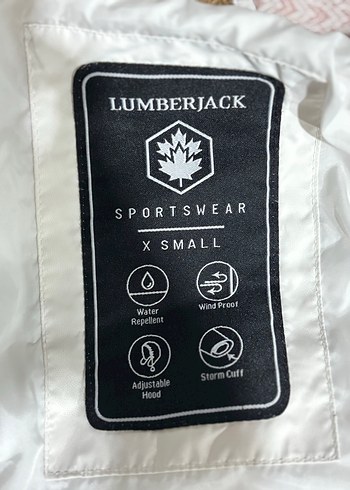 LUMBERJACK
SPORTSWEAR
X SMALL
Water
Repellent
Wind Proof
Adjustable
Hood
Storm Cuff